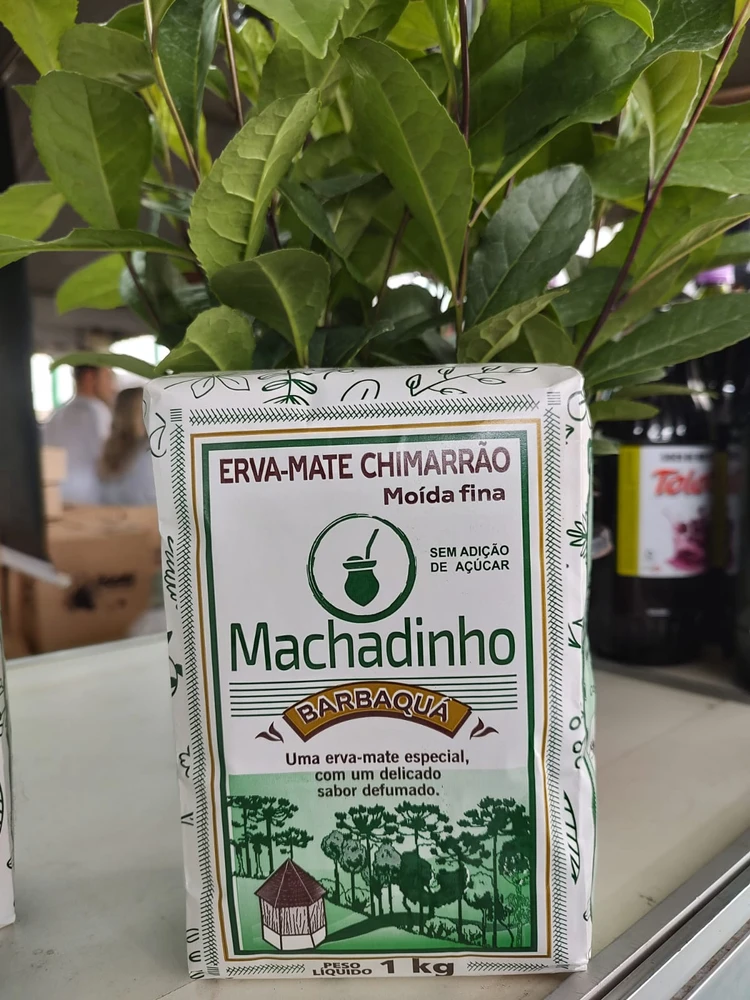 ERVA-MATE CHIMARRÃO
Moída fina
SEM ADIÇÃO
DE AÇÚCAR
Machadinho
BARBAQUÁ
Uma erva-mate especial,
com um delicado
sabor defumado.
PESO
LÍQUIDO 1 kg